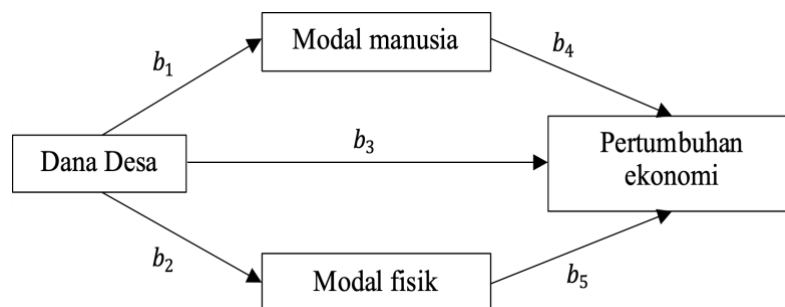 Modal manusia
b₁
b₄
Dana Desa
b₃
Pertumbuhan
ekonomi
b₂
Modal fisik
b₅